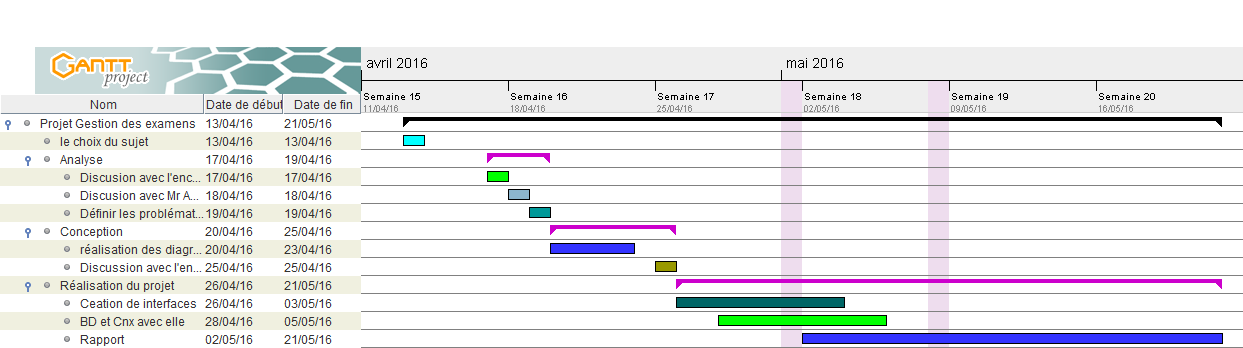 GANTT
project
avril 2016 mai 2016
Semaine 15 Semaine 16 Semaine 17 Semaine 18 Semaine 19 Semaine 20
11/04/16 18/04/16 25/04/16 02/05/16 09/05/16 16/05/16
Nom Date de début Date de fin
Projet Gestion des examens 13/04/16 21/05/16
le choix du sujet 13/04/16 13/04/16
Analyse 17/04/16 19/04/16
Discusion avec l'enc... 17/04/16 17/04/16
Discusion avec Mr A... 18/04/16 18/04/16
Définir les problémat... 19/04/16 19/04/16
Conception 20/04/16 25/04/16
réalisation des diagr... 20/04/16 23/04/16
Discussion avec l'en... 25/04/16 25/04/16
Réalisation du projet 26/04/16 21/05/16
Ceation de interfaces 26/04/16 03/05/16
BD et Cnx avec elle 28/04/16 05/05/16
Rapport 02/05/16 21/05/16